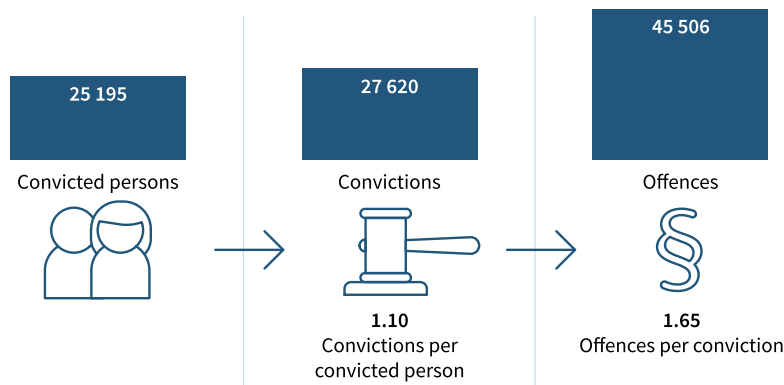 25 195
Convicted persons
27 620
Convictions
1.10
Convictions per
convicted person
45 506
Offences
1.65
Offences per conviction